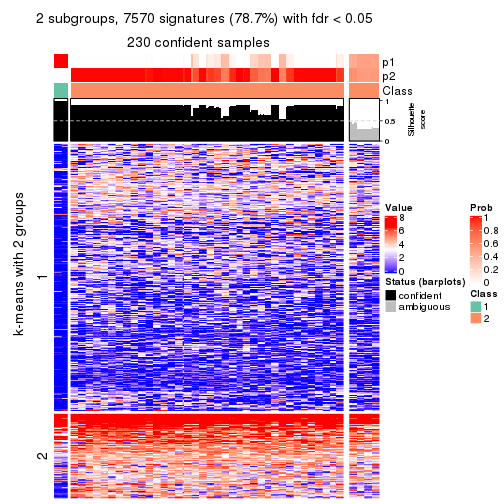 2 subgroups, 7570 signatures (78.7%) with fdr < 0.05
230 confident samples
p1
p2
Class
1
0.5
0
Silhouette
score
k-means with 2 groups
1
2
Value
8
6
4
2
0
Status (barplots)
confident
ambiguous
Prob
1
0.8
0.6
0.4
0.2
0
Class
1
2